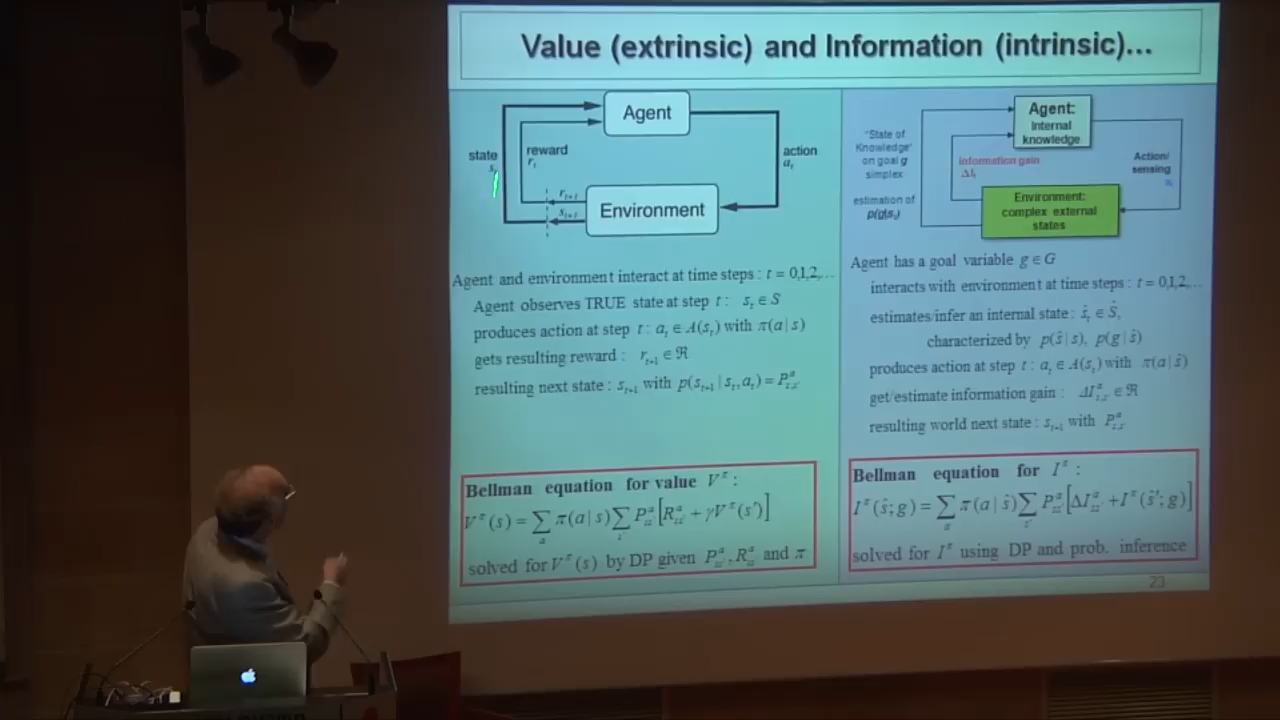 Value (extrinsic) and Information (intrinsic)...
Agent
state
s_t
reward
r_t
action
a_t
r_{t+1}
s_{t+1}
Environment
Agent and environment interact at time steps : t = 0,1,2,...
Agent observes TRUE state at step t : s_t ∈ S
produces action at step t : a_t ∈ A(s_t) with π(a | s)
gets resulting reward : r_{t+1} ∈ ℜ
resulting next state : s_{t+1} with p(s_{t+1} | s_t, a_t) = P^a_{s,s'}
Bellman equation for value V^π :
V^π(s) = ∑_a π(a | s) ∑_{s'} P^a_{ss'} [R^a_{ss'} + γV^π(s')]
solved for V^π(s) by DP given P^a_{ss'}, R^a_{ss'} and π
Agent:
Internal
knowledge
"State of
Knowledge'
on goal g
simplex
information gain
ΔI_t
Action/
sensing
estimation of
p(g|s_t)
Environment:
complex external
states
Agent has a goal variable g ∈ G
interacts with environment at time steps : t = 0,1,2,...
estimates/infer an internal state : ŝ_t ∈ Ŝ,
characterized by p(ŝ | s), p(g | ŝ)
produces action at step t : a_t ∈ A(s_t) with π(a | ŝ)
get/estimate information gain : ΔI^a_{s,s'} ∈ ℜ
resulting world next state : s_{t+1} with P^a_{s,s'}
Bellman equation for I^π :
I^π(ŝ; g) = ∑_a π(a | ŝ) ∑_{s'} P^a_{ss'} [ΔI^a_{ss'} + I^π(ŝ'; g)]
solved for I^π using DP and prob. inference
23